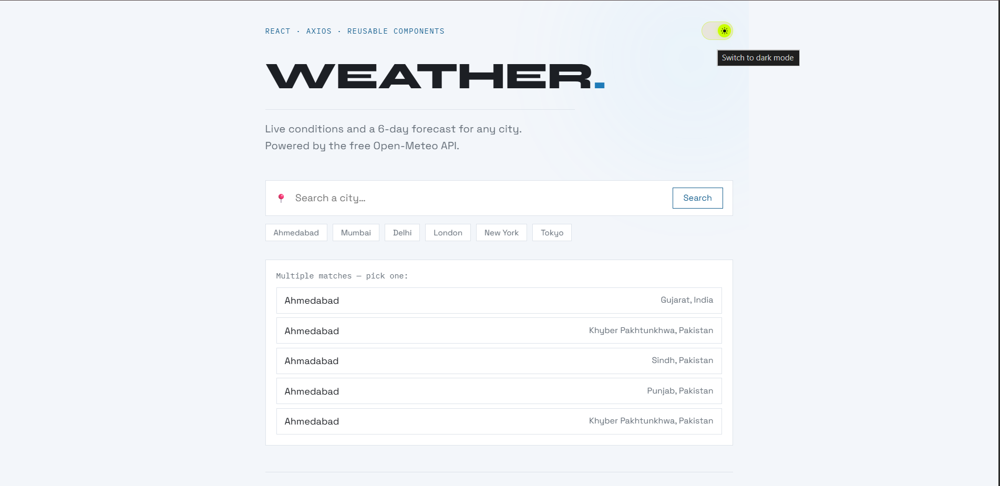 REACT · AXIOS · REUSABLE COMPONENTS
Switch to dark mode
WEATHER.
Live conditions and a 6-day forecast for any city.
Powered by the free Open-Meteo API.
Search a city…
Search
Ahmedabad
Mumbai
Delhi
London
New York
Tokyo
Multiple matches — pick one:
Ahmedabad
Gujarat, India
Ahmedabad
Khyber Pakhtunkhwa, Pakistan
Ahmadabad
Sindh, Pakistan
Ahmedabad
Punjab, Pakistan
Ahmedabad
Khyber Pakhtunkhwa, Pakistan